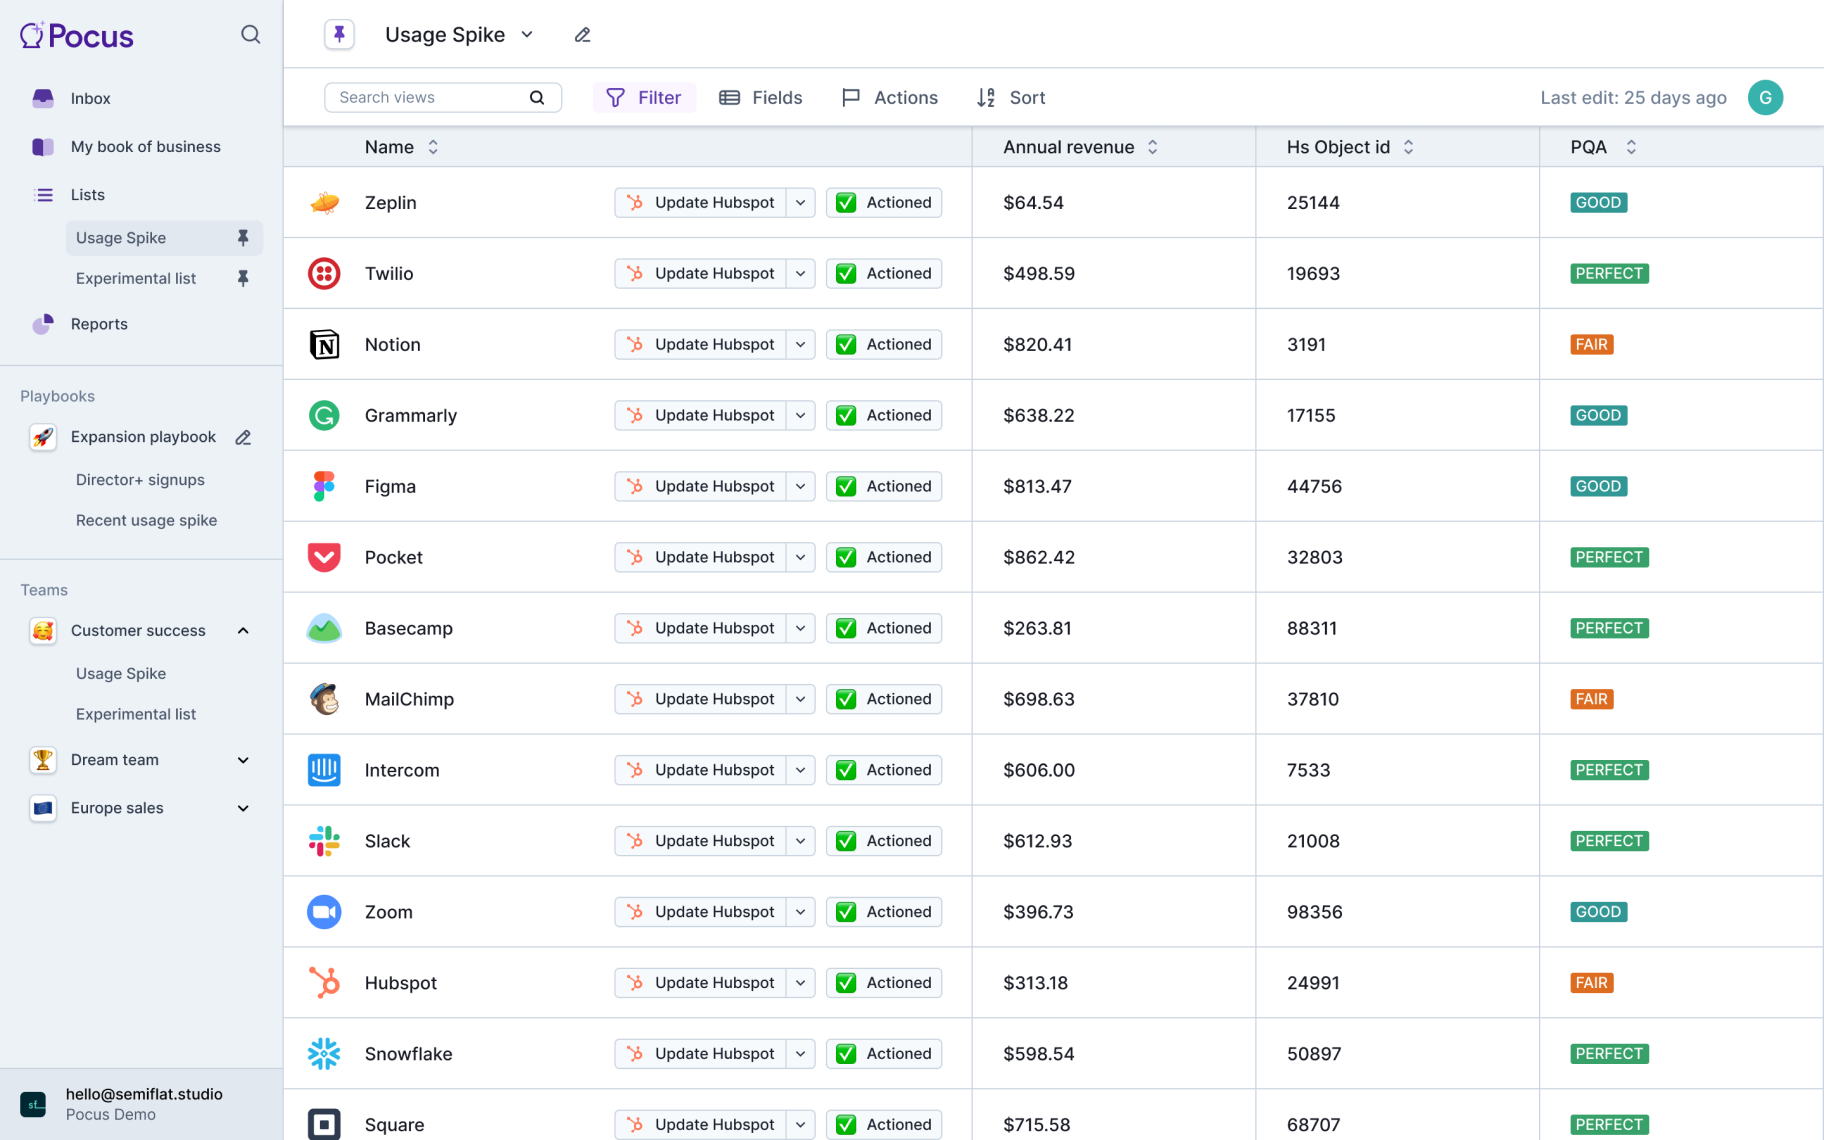 Pocus
Inbox
My book of business
Lists
Usage Spike
Experimental list
Reports
Playbooks
Expansion playbook
Director+ signups
Recent usage spike
Teams
Customer success
Usage Spike
Experimental list
Dream team
Europe sales
sf_
hello@semiflat.studio
Pocus Demo
Usage Spike
Search views Filter Fields Actions Sort Last edit: 25 days ago G
Name Annual revenue Hs Object id PQA
Zeplin Update Hubspot Actioned $64.54 25144 GOOD
Twilio Update Hubspot Actioned $498.59 19693 PERFECT
N Notion Update Hubspot Actioned $820.41 3191 FAIR
G Grammarly Update Hubspot Actioned $638.22 17155 GOOD
Figma Update Hubspot Actioned $813.47 44756 GOOD
Pocket Update Hubspot Actioned $862.42 32803 PERFECT
Basecamp Update Hubspot Actioned $263.81 88311 PERFECT
MailChimp Update Hubspot Actioned $698.63 37810 FAIR
Intercom Update Hubspot Actioned $606.00 7533 PERFECT
Slack Update Hubspot Actioned $612.93 21008 PERFECT
Zoom Update Hubspot Actioned $396.73 98356 GOOD
Hubspot Update Hubspot Actioned $313.18 24991 FAIR
Snowflake Update Hubspot Actioned $598.54 50897 PERFECT
Square Update Hubspot Actioned $715.58 68707 PERFECT